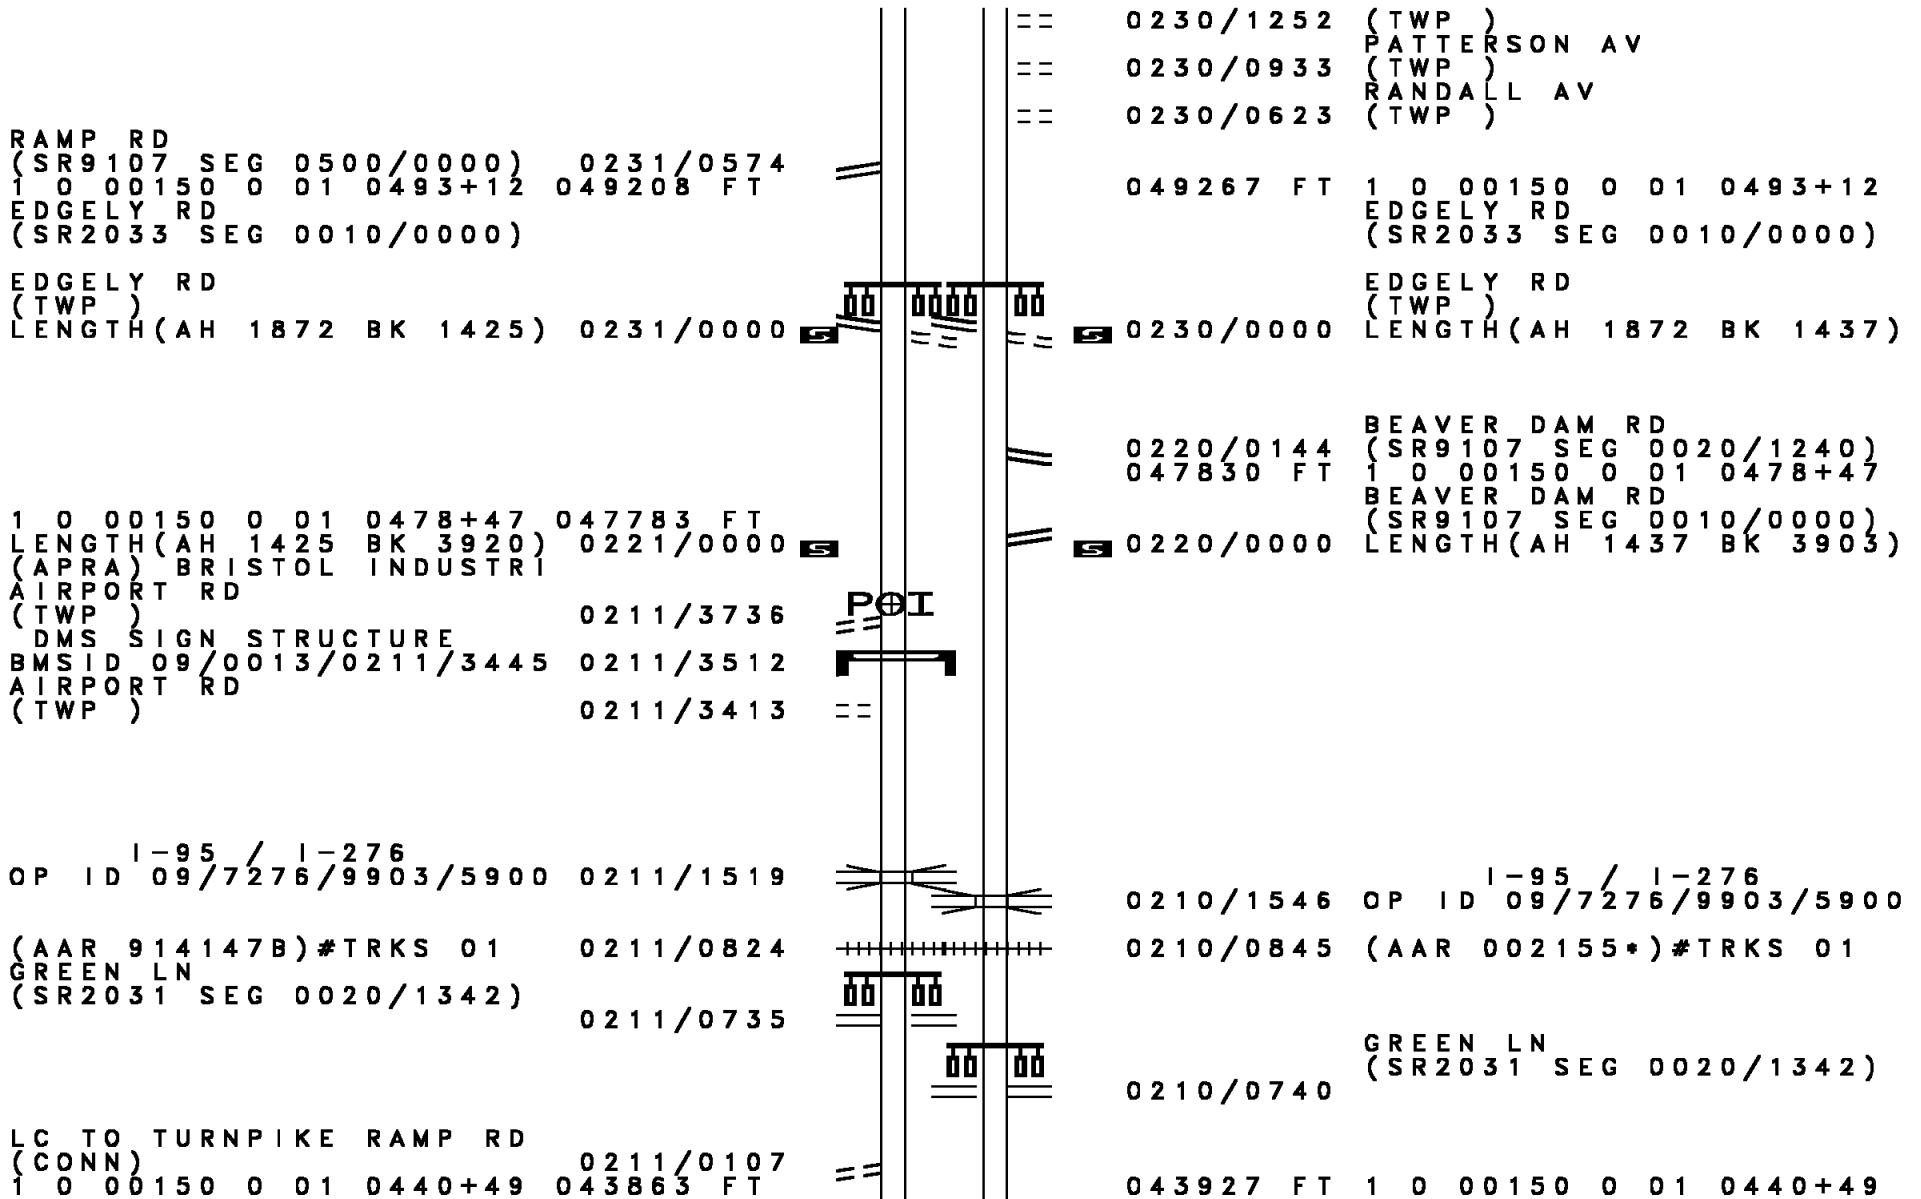 0230/1252 (TWP )
PATTERSON AV
0230/0933 (TWP )
RANDALL AV
0230/0623 (TWP )
RAMP RD
(SR9107 SEG 0500/0000) 0231/0574
1 0 00150 0 01 0493+12 049208 FT 049267 FT 1 0 00150 0 01 0493+12
EDGELY RD EDGELY RD
(SR2033 SEG 0010/0000) (SR2033 SEG 0010/0000)
EDGELY RD EDGELY RD
(TWP ) (TWP )
LENGTH(AH 1872 BK 1425) 0231/0000 S S 0230/0000 LENGTH(AH 1872 BK 1437)
BEAVER DAM RD
0220/0144 (SR9107 SEG 0020/1240)
047830 FT 1 0 00150 0 01 0478+47
BEAVER DAM RD
1 0 00150 0 01 0478+47 047783 FT (SR9107 SEG 0010/0000)
LENGTH(AH 1425 BK 3920) 0221/0000 S S 0220/0000 LENGTH(AH 1437 BK 3903)
(APRA) BRISTOL INDUSTRI
AIRPORT RD
(TWP ) 0211/3736 POI
DMS SIGN STRUCTURE
BMSID 09/0013/0211/3445 0211/3512
AIRPORT RD
(TWP ) 0211/3413
I-95 / I-276
OP ID 09/7276/9903/5900 0211/1519 I-95 / I-276
0210/1546 OP ID 09/7276/9903/5900
(AAR 914147B)#TRKS 01 0211/0824 0210/0845 (AAR 002155*)#TRKS 01
GREEN LN
(SR2031 SEG 0020/1342)
0211/0735
GREEN LN
(SR2031 SEG 0020/1342)
0210/0740
LC TO TURNPIKE RAMP RD
(CONN) 0211/0107
1 0 00150 0 01 0440+49 043863 FT 043927 FT 1 0 00150 0 01 0440+49